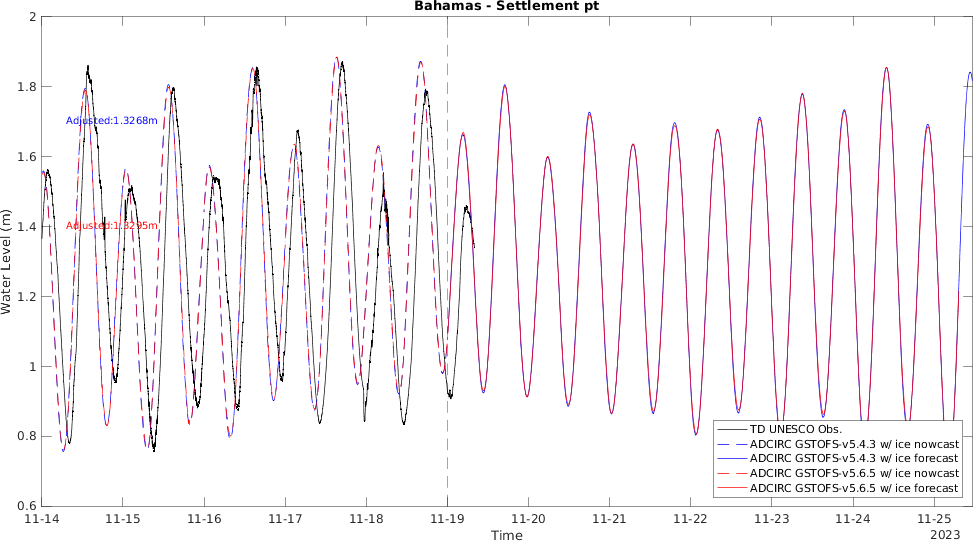 Bahamas - Settlement pt
2
1.8
1.6
1.4
1.2
1
0.8
0.6
Water Level (m)
Adjusted:1.3268m
Adjusted:1.3295m
TD UNESCO Obs.
ADCIRC GSTOFS-v5.4.3 w/ ice nowcast
ADCIRC GSTOFS-v5.4.3 w/ ice forecast
ADCIRC GSTOFS-v5.6.5 w/ ice nowcast
ADCIRC GSTOFS-v5.6.5 w/ ice forecast
11-14 11-15 11-16 11-17 11-18 11-19 11-20 11-21 11-22 11-23 11-24 11-25
Time
2023